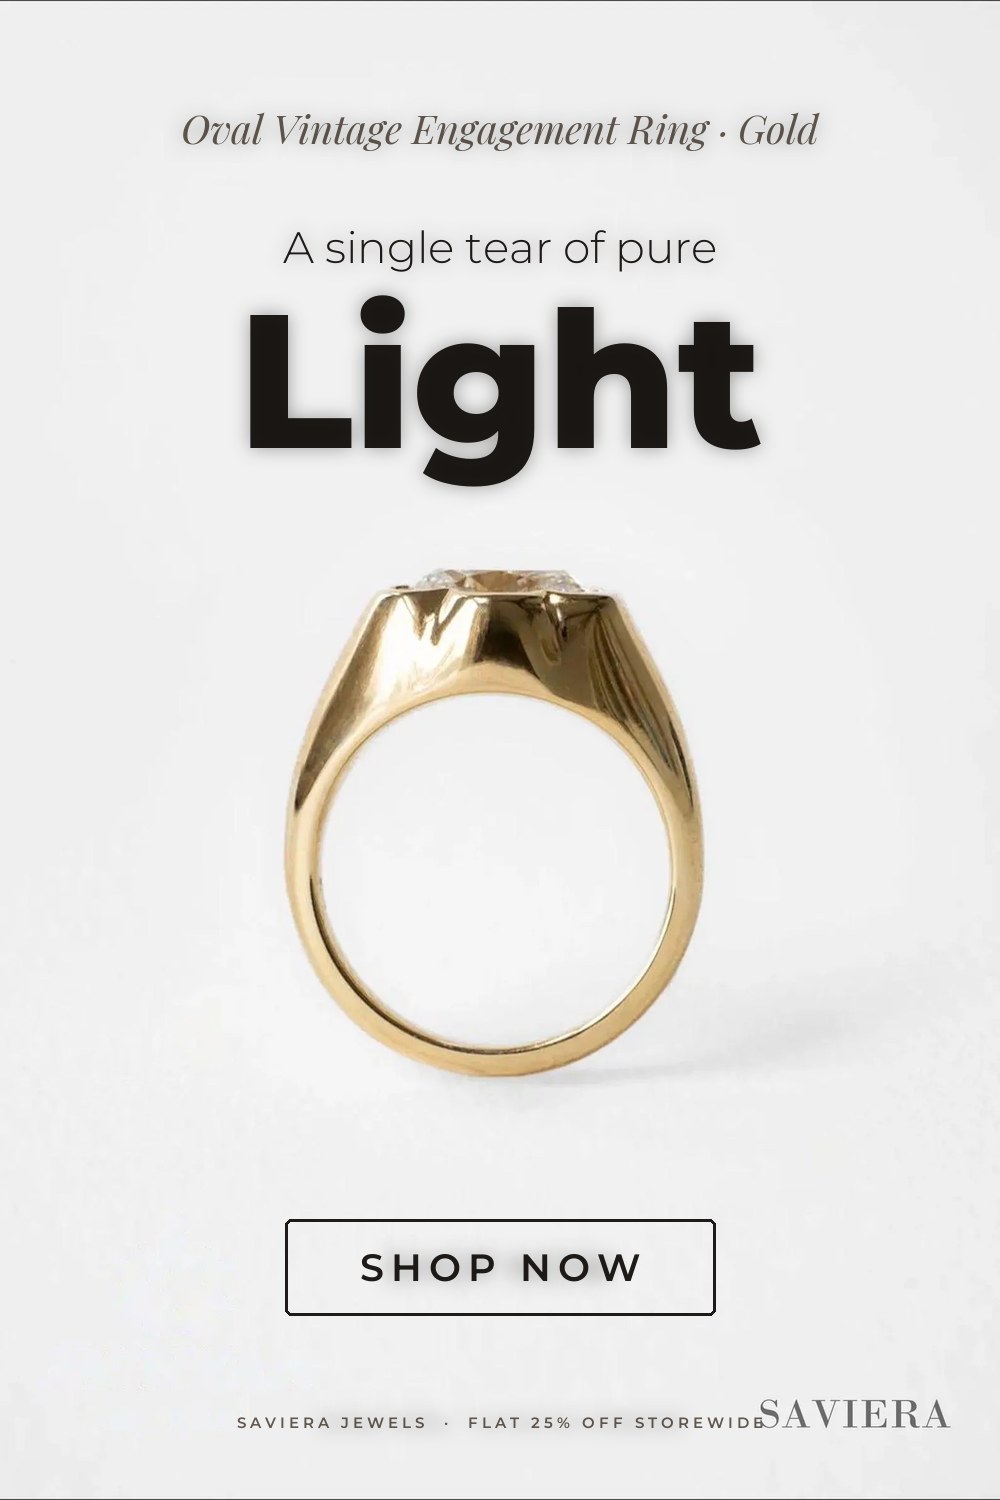 Oval Vintage Engagement Ring · Gold
A single tear of pure
Light
SHOP NOW
SAVIERA JEWELS · FLAT 25% OFF STOREWIDE
SAVIERA